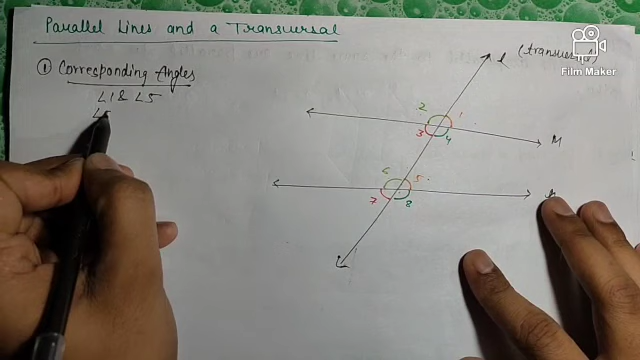 Parallel Lines and a Transversal
① Corresponding Angles
∠1 & ∠5
∠5
l (transversal)
2 1
3 4
M
6 5
7 8
Film Maker